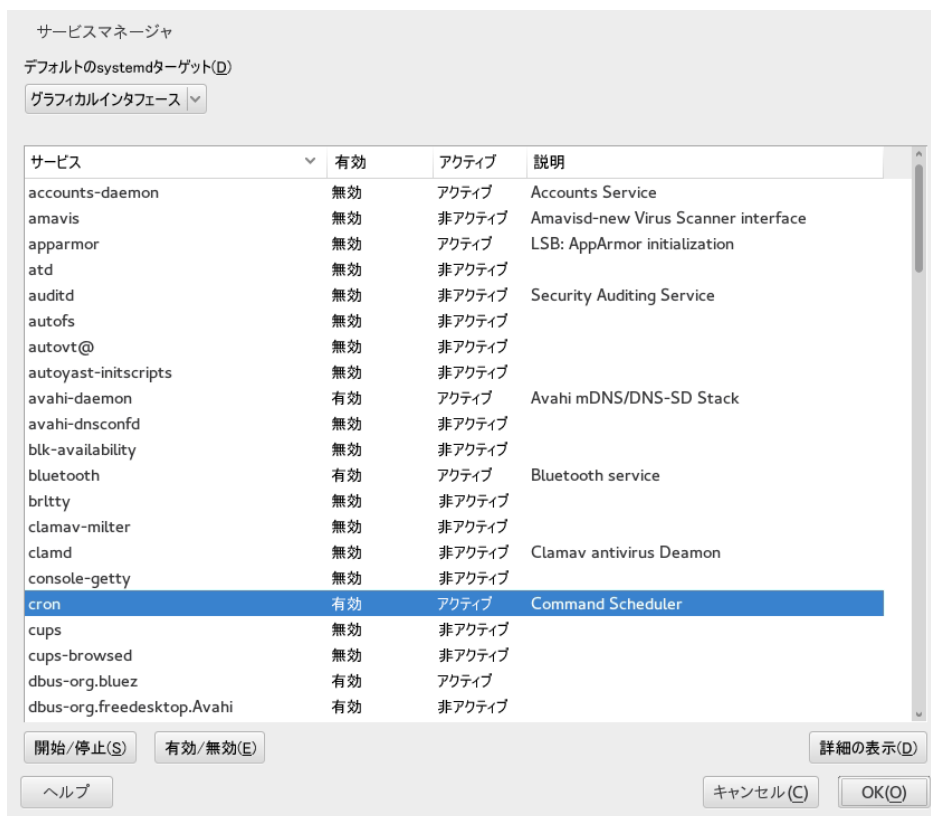 サービスマネージャ
デフォルトのsystemdターゲット(D)
グラフィカルインタフェース
サービス 有効 アクティブ 説明
accounts-daemon 無効 アクティブ Accounts Service
amavis 無効 非アクティブ Amavisd-new Virus Scanner interface
apparmor 無効 アクティブ LSB: AppArmor initialization
atd 無効 非アクティブ
auditd 無効 非アクティブ Security Auditing Service
autofs 無効 非アクティブ
autovt@ 無効 非アクティブ
autoyast-initscripts 無効 非アクティブ
avahi-daemon 有効 アクティブ Avahi mDNS/DNS-SD Stack
avahi-dnsconfd 無効 非アクティブ
blk-availability 無効 非アクティブ
bluetooth 有効 アクティブ Bluetooth service
brltty 無効 非アクティブ
clamav-milter 無効 非アクティブ
clamd 無効 非アクティブ Clamav antivirus Deamon
console-getty 無効 非アクティブ
cron 有効 アクティブ Command Scheduler
cups 無効 非アクティブ
cups-browsed 無効 非アクティブ
dbus-org.bluez 有効 アクティブ
dbus-org.freedesktop.Avahi 有効 非アクティブ
開始/停止(S) 有効/無効(E) 詳細の表示(D)
ヘルプ キャンセル(C) OK(O)